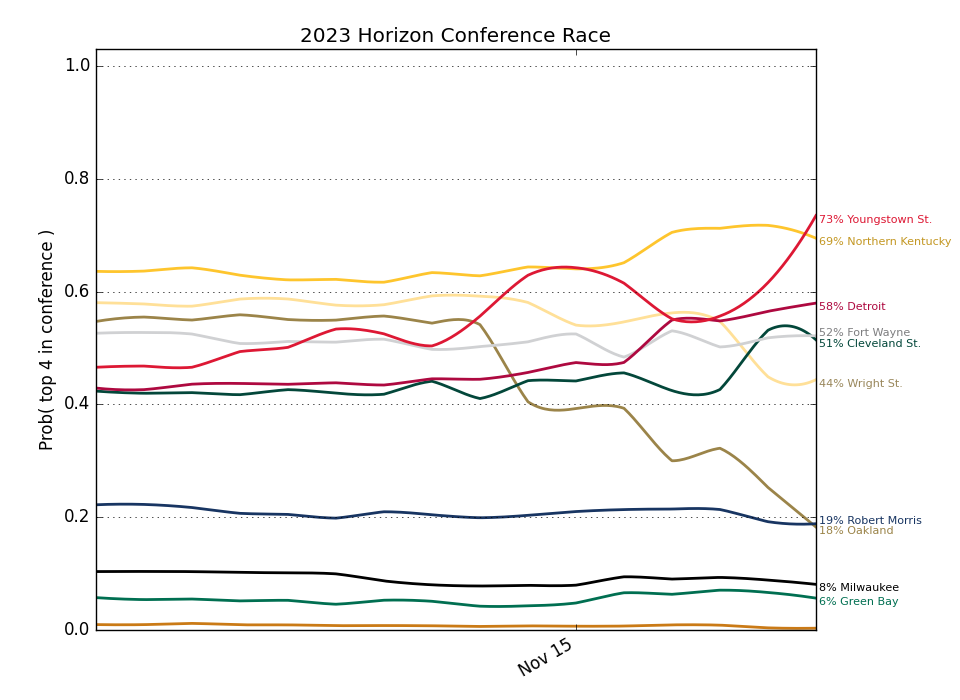 2023 Horizon Conference Race
Prob( top 4 in conference )
1.0
0.8
0.6
0.4
0.2
0.0
Nov 15
73% Youngstown St.
69% Northern Kentucky
58% Detroit
52% Fort Wayne
51% Cleveland St.
44% Wright St.
19% Robert Morris
18% Oakland
8% Milwaukee
6% Green Bay